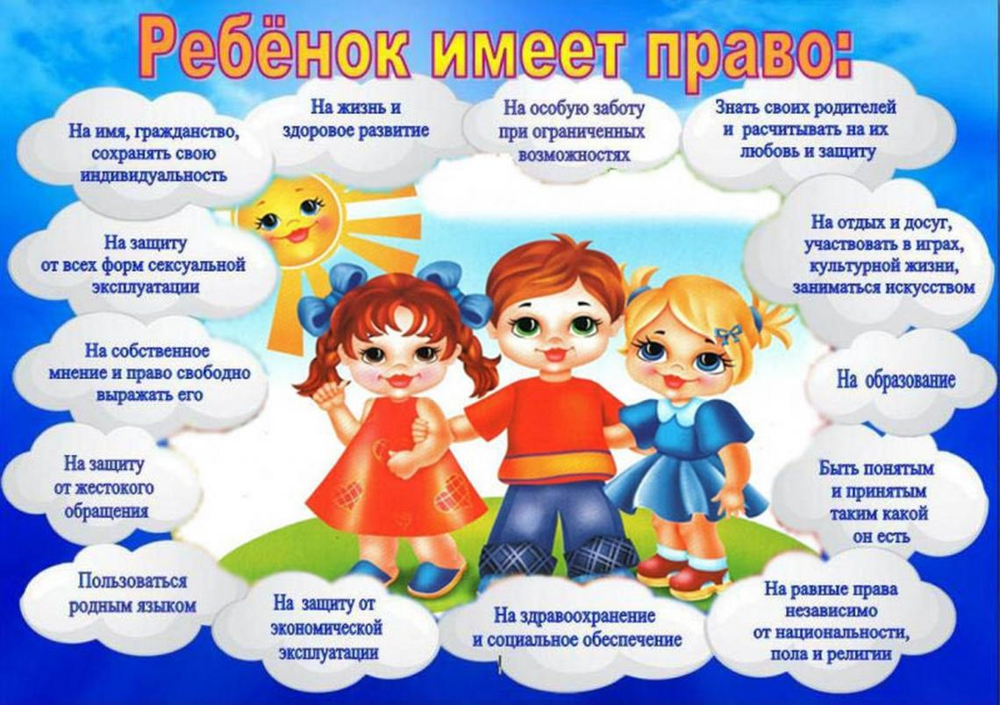 Ребёнок имеет право:
На имя, гражданство,
сохранять свою
индивидуальность
На жизнь и
здоровое развитие
На особую заботу
при ограниченных
возможностях
Знать своих родителей
и расчитывать на их
любовь и защиту
На защиту
от всех форм сексуальной
эксплуатации
На отдых и досуг,
участвовать в играх,
культурной жизни,
заниматься искусством
На собственное
мнение и право свободно
выражать его
На образование
На защиту
от жестокого
обращения
Быть понятым
и принятым
таким какой
он есть
Пользоваться
родным языком
На защиту от
экономической
эксплуатации
На здравоохранение
и социальное обеспечение
На равные права
независимо
от национальности,
пола и религии